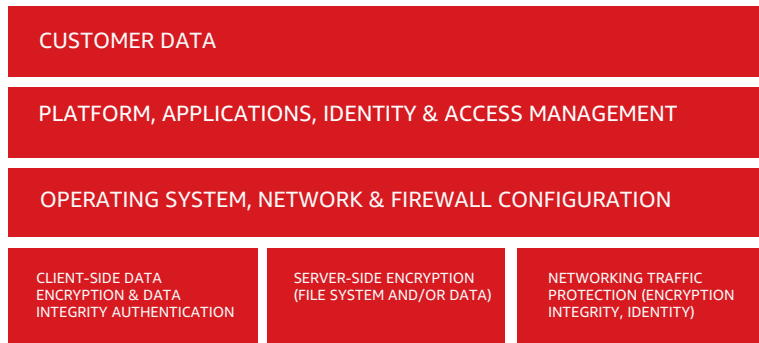 CUSTOMER DATA
PLATFORM, APPLICATIONS, IDENTITY & ACCESS MANAGEMENT
OPERATING SYSTEM, NETWORK & FIREWALL CONFIGURATION
CLIENT-SIDE DATA
ENCRYPTION & DATA
INTEGRITY AUTHENTICATION
SERVER-SIDE ENCRYPTION
(FILE SYSTEM AND/OR DATA)
NETWORKING TRAFFIC
PROTECTION (ENCRYPTION
INTEGRITY, IDENTITY)